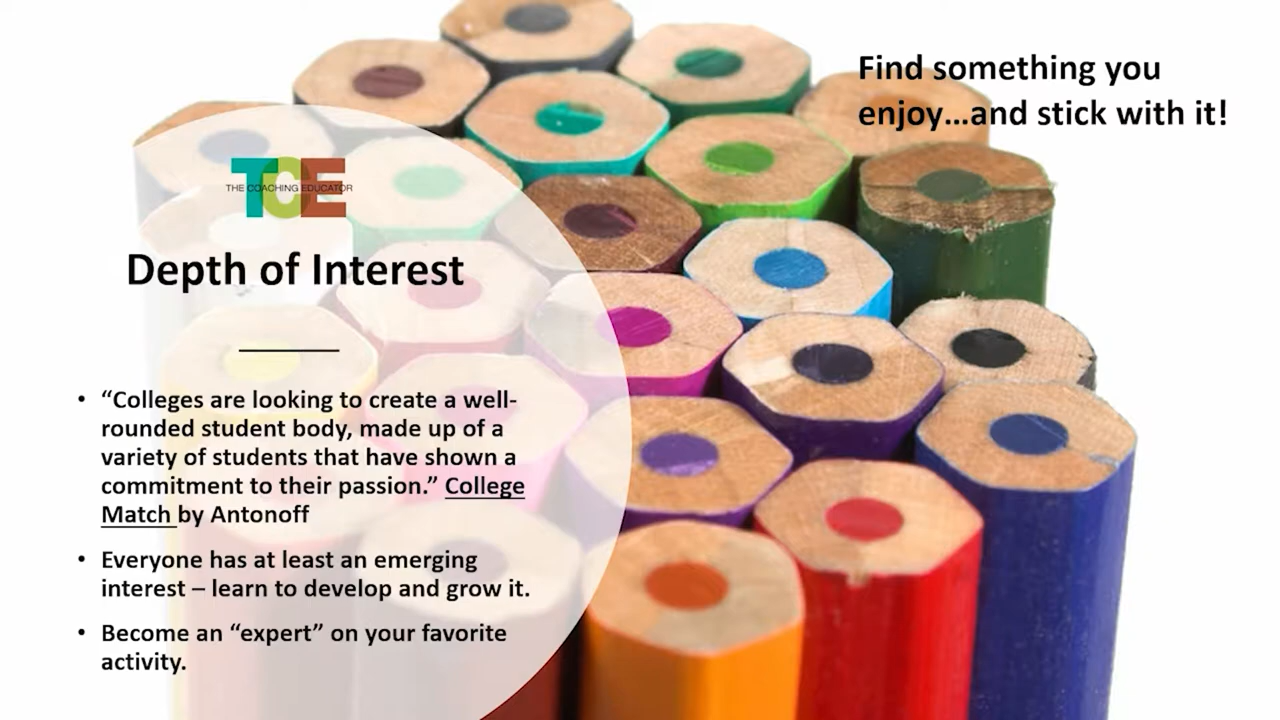 Find something you
enjoy...and stick with it!
TCE
THE COACHING EDUCATOR
Depth of Interest
• “Colleges are looking to create a well-
rounded student body, made up of a
variety of students that have shown a
commitment to their passion.” College
Match by Antonoff
• Everyone has at least an emerging
interest – learn to develop and grow it.
• Become an “expert” on your favorite
activity.